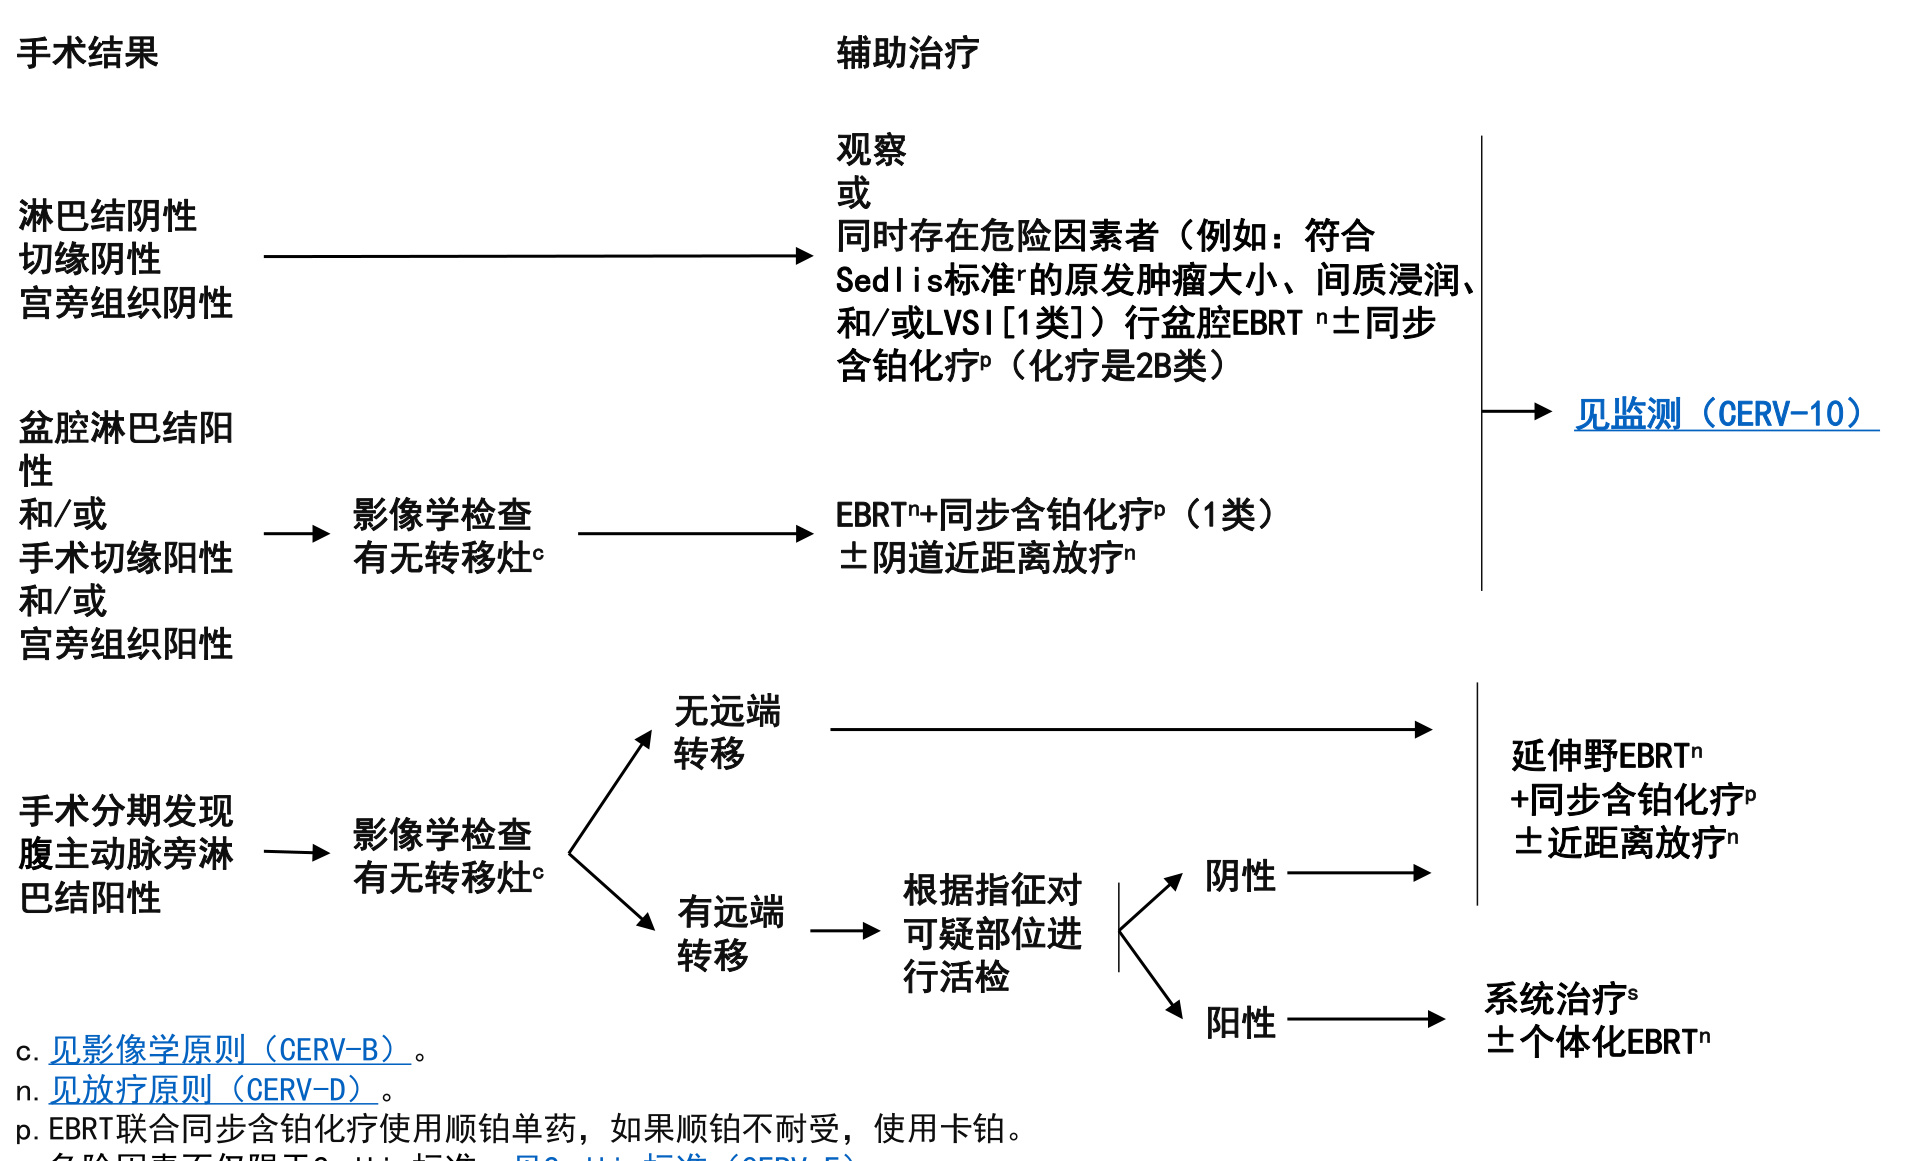 手术结果
辅助治疗
淋巴结阴性
切缘阴性
宫旁组织阴性
观察
或
同时存在危险因素者（例如：符合
Sedlis标准r的原发肿瘤大小、间质浸润、
和/或LVSI[1类]）行盆腔EBRT n±同步
含铂化疗p（化疗是2B类）
盆腔淋巴结阳
性
和/或
手术切缘阳性
和/或
宫旁组织阳性
影像学检查
有无转移灶c
EBRTn+同步含铂化疗p（1类）
±阴道近距离放疗n
见监测（CERV-10）
手术分期发现
腹主动脉旁淋
巴结阳性
影像学检查
有无转移灶c
无远端
转移
有远端
转移
根据指征对
可疑部位进
行活检
阴性
阳性
延伸野EBRTn
+同步含铂化疗p
±近距离放疗n
系统治疗s
±个体化EBRTn
c. 见影像学原则（CERV-B）。
n. 见放疗原则（CERV-D）。
p. EBRT联合同步含铂化疗使用顺铂单药，如果顺铂不耐受，使用卡铂。